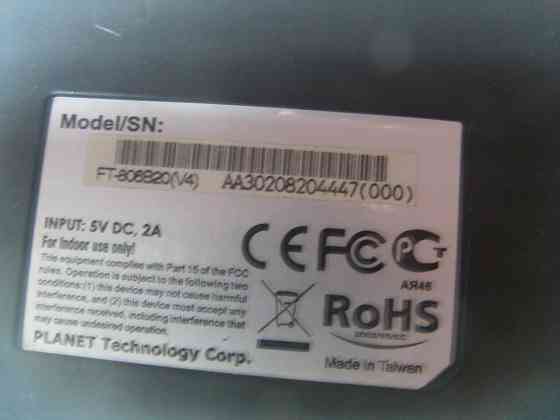 Model/SN:
FT-806B20(V4) AA30208204447(000)
INPUT: 5V DC, 2A
For Indoor use only!
This equipment complies with Part 15 of the FCC
rules. Operation is subject to the following two
conditions:(1) this device may not cause harmful
interference, and (2) this device must accept any
interference received, including interference that
may cause undesired operation.
PLANET Technology Corp.
CE FC PCT
АЯ46
RoHS
Made in Taiwan